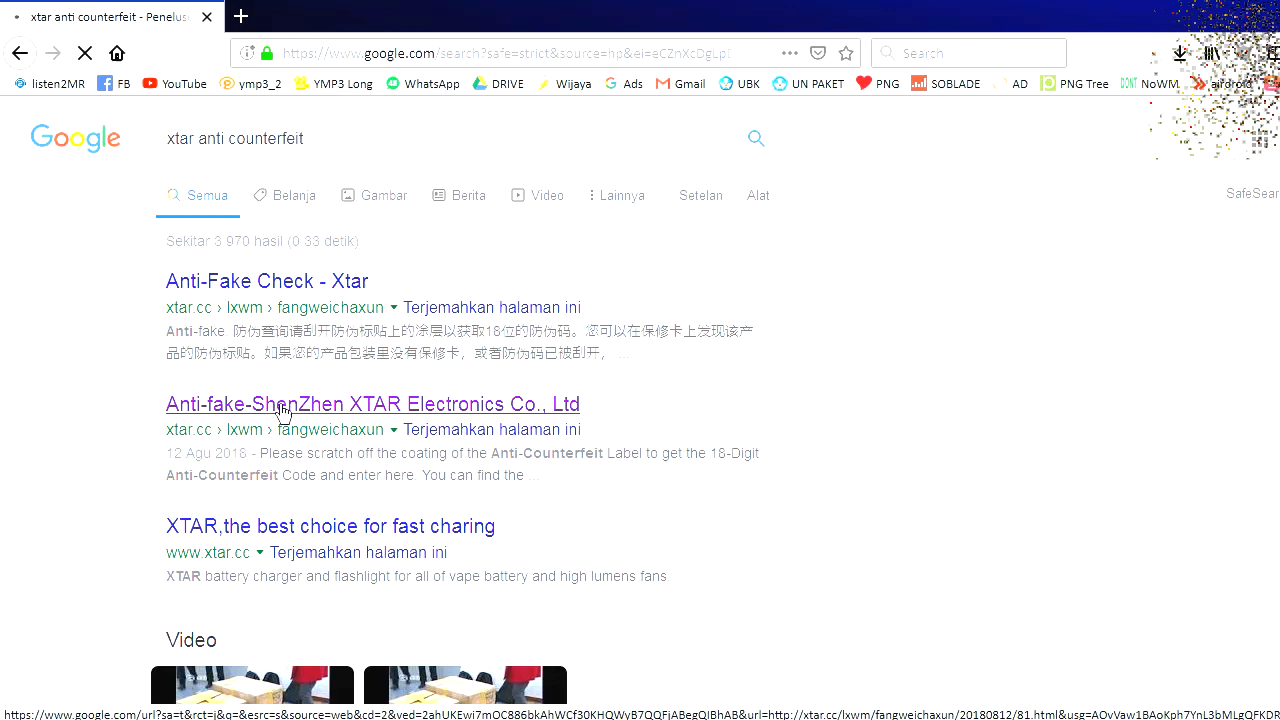 xtar anti counterfeit - Penelus
https://www.google.com/search?safe=strict&source=hp&ei=eCZnXcDgLpI
Search
listen2MR FB YouTube ymp3_2 YMP3 Long WhatsApp DRIVE Wijaya Ads Gmail UBK UN PAKET PNG SOBLADE AD PNG Tree DONT NoWM airdroid
Google
xtar anti counterfeit
Semua Belanja Gambar Berita Video Lainnya Setelan Alat
SafeSear
Sekitar 3 970 hasil (0 33 detik)
Anti-Fake Check - Xtar
xtar.cc › lxwm › fangweichaxun Terjemahkan halaman ini
Anti-fake. 防伪查询请刮开防伪标贴上的涂层以获取18位的防伪码。您可以在保修卡上发现该产
品的防伪标贴。如果您的产品包装里没有保修卡，或者防伪码已被刮开， ...
Anti-fake-ShenZhen XTAR Electronics Co., Ltd
xtar.cc › lxwm › fangweichaxun Terjemahkan halaman ini
12 Agu 2018 - Please scratch off the coating of the Anti-Counterfeit Label to get the 18-Digit
Anti-Counterfeit Code and enter here. You can find the ...
XTAR,the best choice for fast charing
www.xtar.cc Terjemahkan halaman ini
XTAR battery charger and flashlight for all of vape battery and high lumens fans
Video
https://www.google.com/url?sa=t&rct=j&q=&esrc=s&source=web&cd=2&ved=2ahUKEwi7mOC886bkAhWCf30KHQWyB7QQFjABegQIBhAB&url=http://xtar.cc/lxwm/fangweichaxun/20180812/81.html&usg=AOvVaw1BAoKph7YnL3bMLgQFKD5